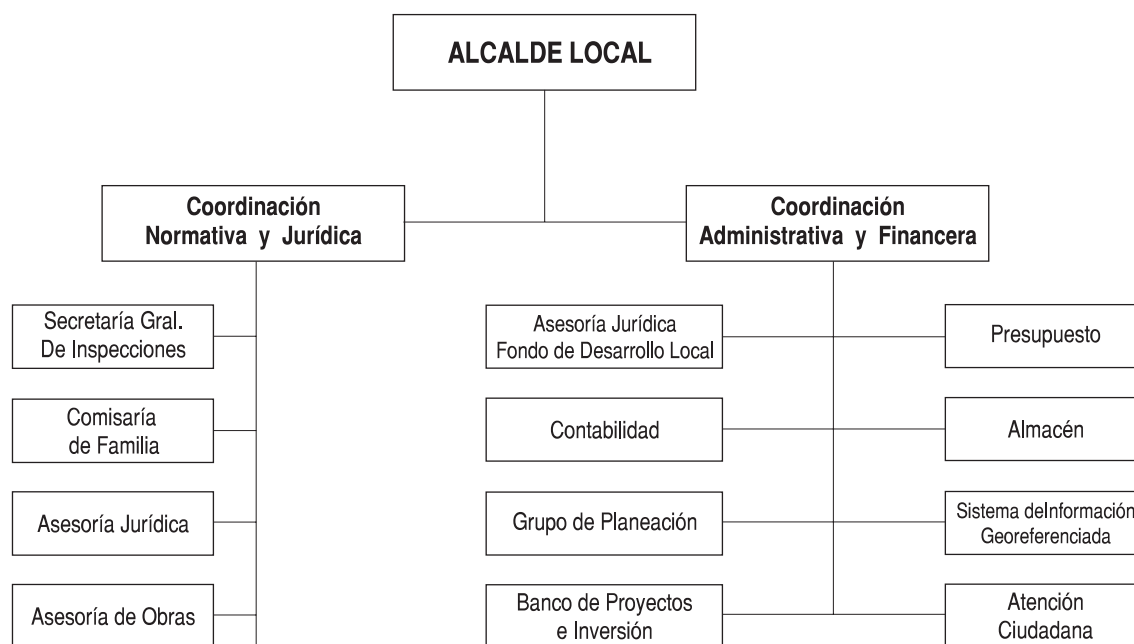 ALCALDE LOCAL
Coordinación
Normativa y Jurídica
Coordinación
Administrativa y Financera
Secretaría Gral.
De Inspecciones
Asesoría Jurídica
Fondo de Desarrollo Local
Presupuesto
Comisaría
de Familia
Contabilidad
Almacén
Asesoría Jurídica
Grupo de Planeación
Sistema deInformación
Georeferenciada
Asesoría de Obras
Banco de Proyectos
e Inversión
Atención
Ciudadana